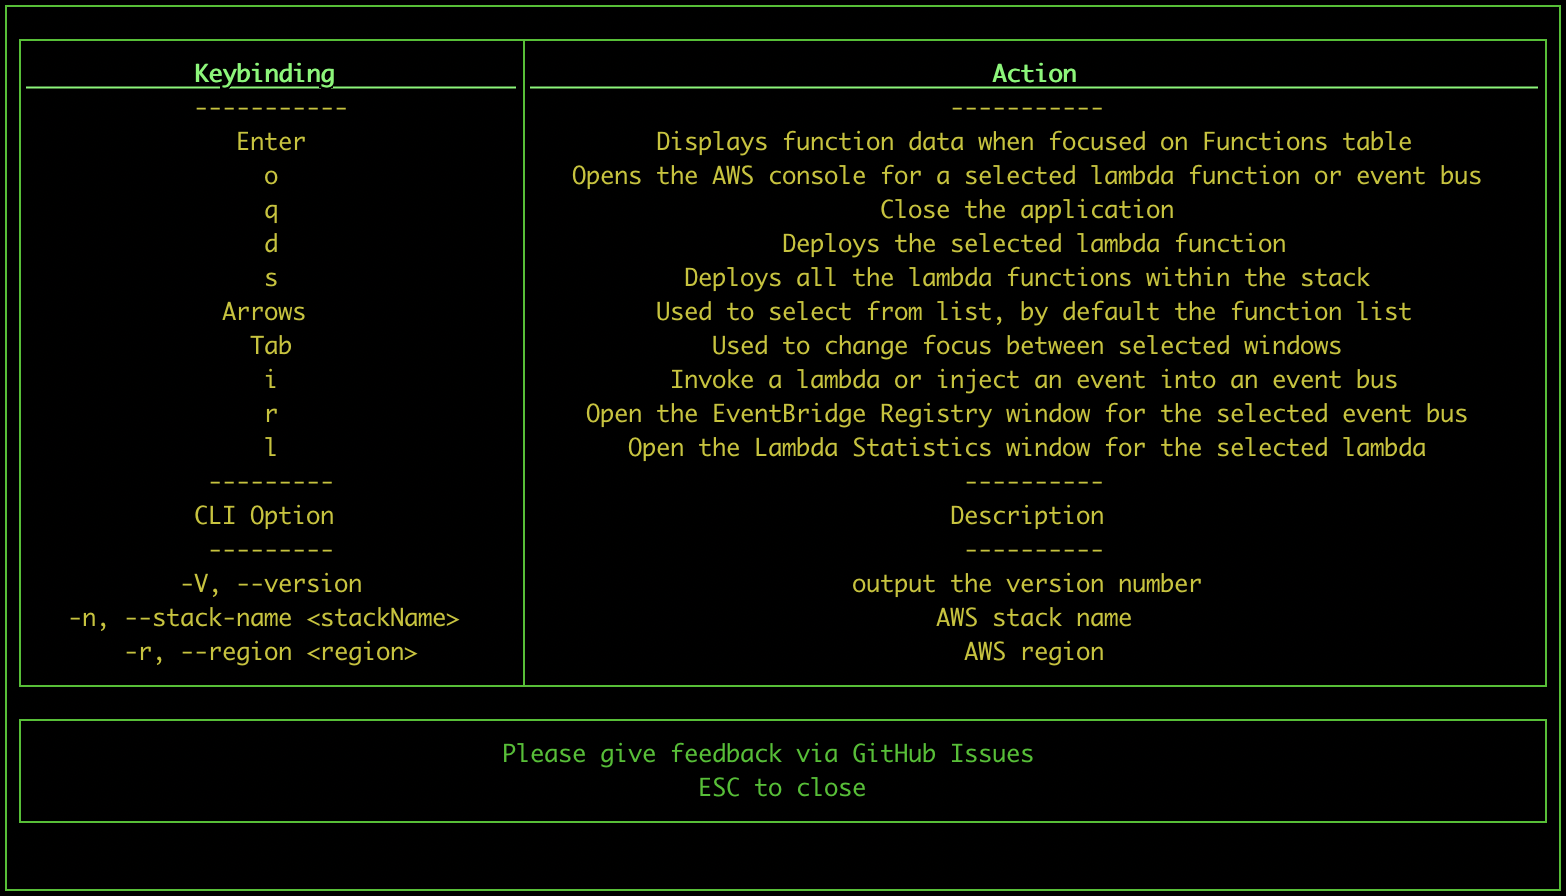 Keybinding Action
----------- -----------
Enter Displays function data when focused on Functions table
o Opens the AWS console for a selected lambda function or event bus
q Close the application
d Deploys the selected lambda function
s Deploys all the lambda functions within the stack
Arrows Used to select from list, by default the function list
Tab Used to change focus between selected windows
i Invoke a lambda or inject an event into an event bus
r Open the EventBridge Registry window for the selected event bus
l Open the Lambda Statistics window for the selected lambda
--------- ----------
CLI Option Description
--------- ----------
-V, --version output the version number
-n, --stack-name <stackName> AWS stack name
-r, --region <region> AWS region
Please give feedback via GitHub Issues
ESC to close